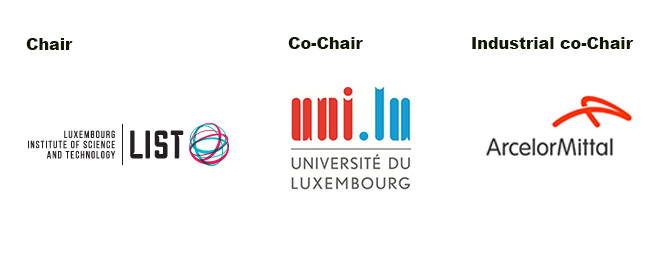 Chair
Co-Chair
Industrial co-Chair
LUXEMBOURG
INSTITUTE OF SCIENCE
AND TECHNOLOGY
LIST
uni.lu
UNIVERSITÉ DU
LUXEMBOURG
ArcelorMittal